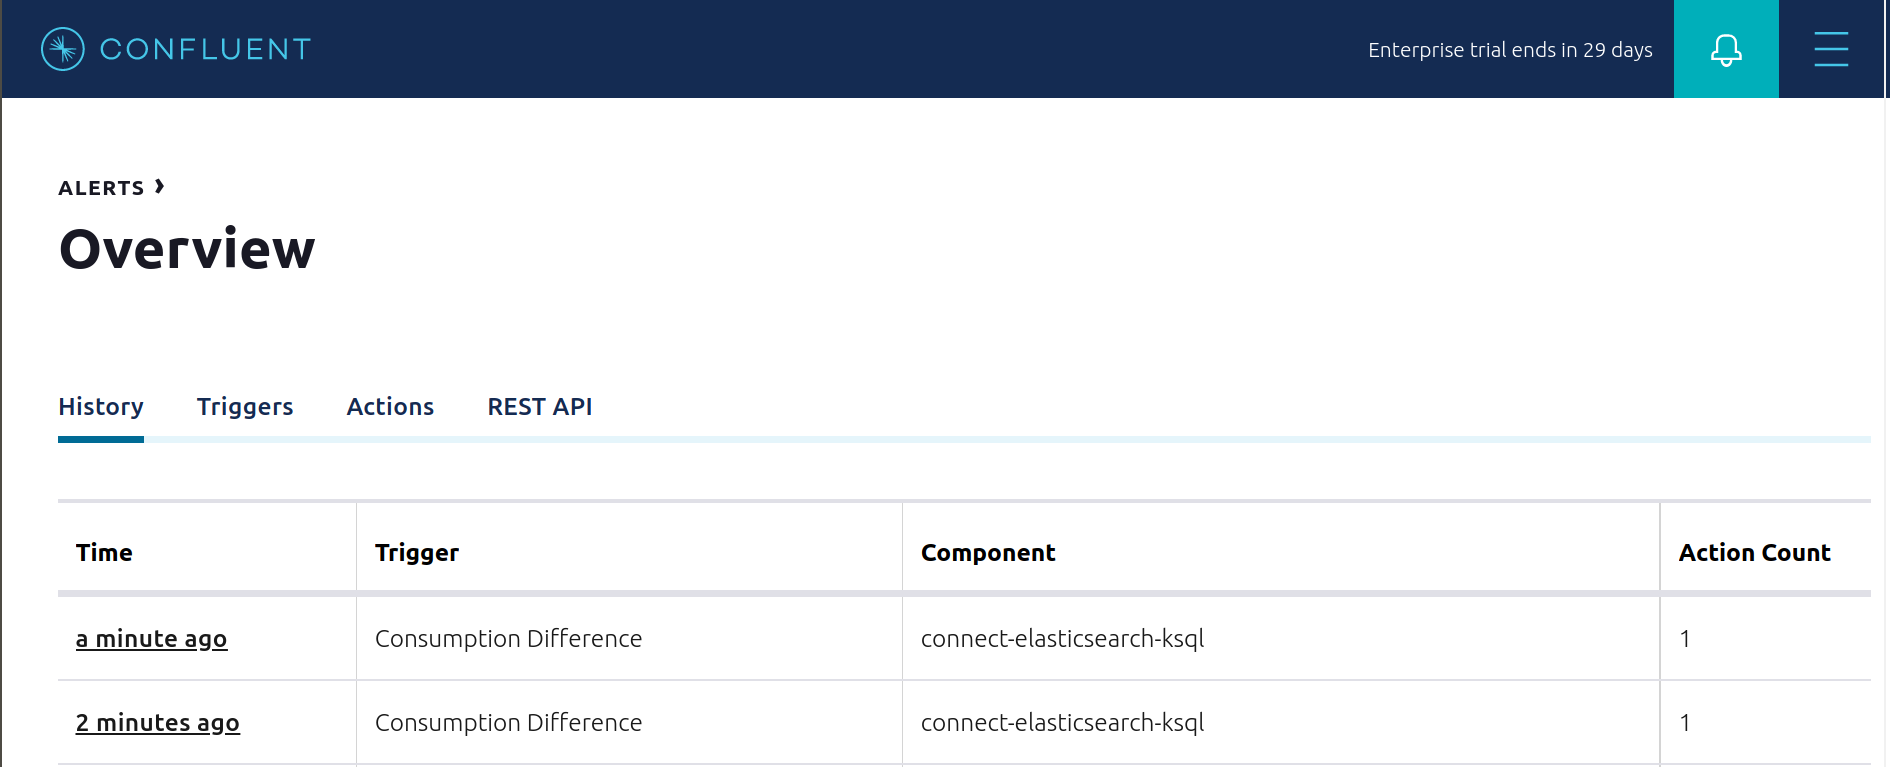 CONFLUENT
Enterprise trial ends in 29 days
ALERTS ›
Overview
History Triggers Actions REST API
Time Trigger Component Action Count
a minute ago Consumption Difference connect-elasticsearch-ksql 1
2 minutes ago Consumption Difference connect-elasticsearch-ksql 1